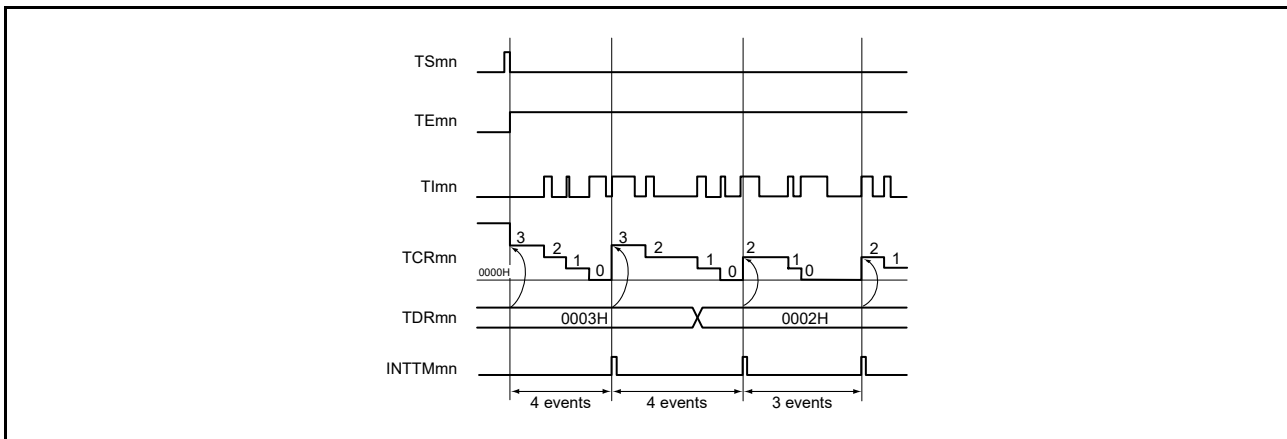 TSmn
TEmn
TImn
TCRmn
3
2
1
0
3
2
1
0
2
1
0
2
1
0000H
TDRmn
0003H
0002H
INTTMmn
4 events
4 events
3 events